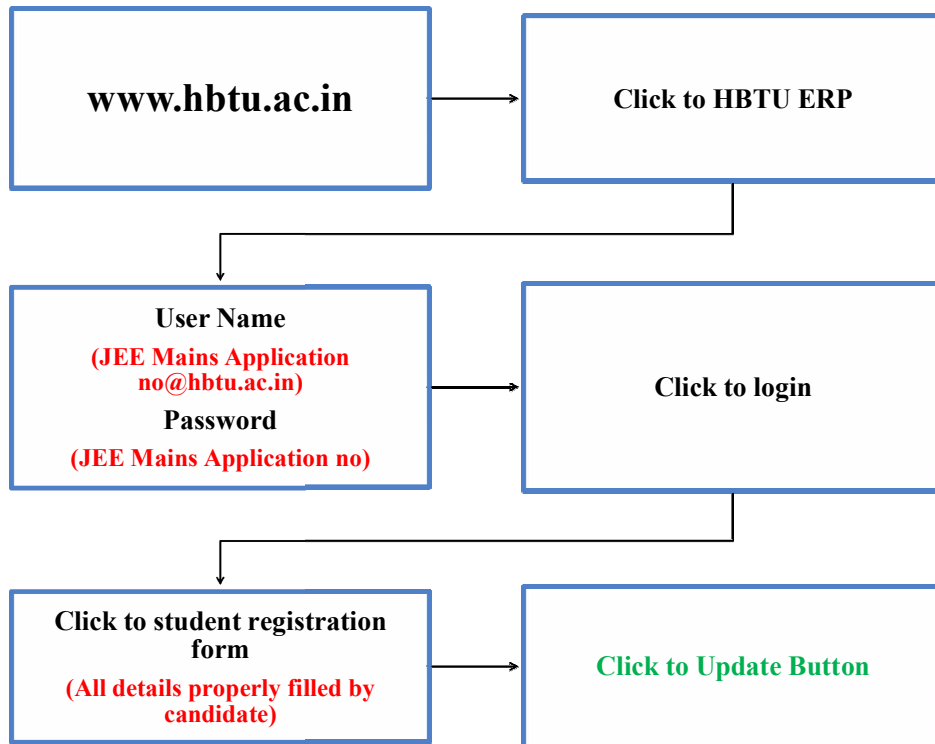 www.hbtu.ac.in
Click to HBTU ERP
User Name
(JEE Mains Application
no@hbtu.ac.in)
Password
(JEE Mains Application no)
Click to login
Click to student registration
form
(All details properly filled by
candidate)
Click to Update Button